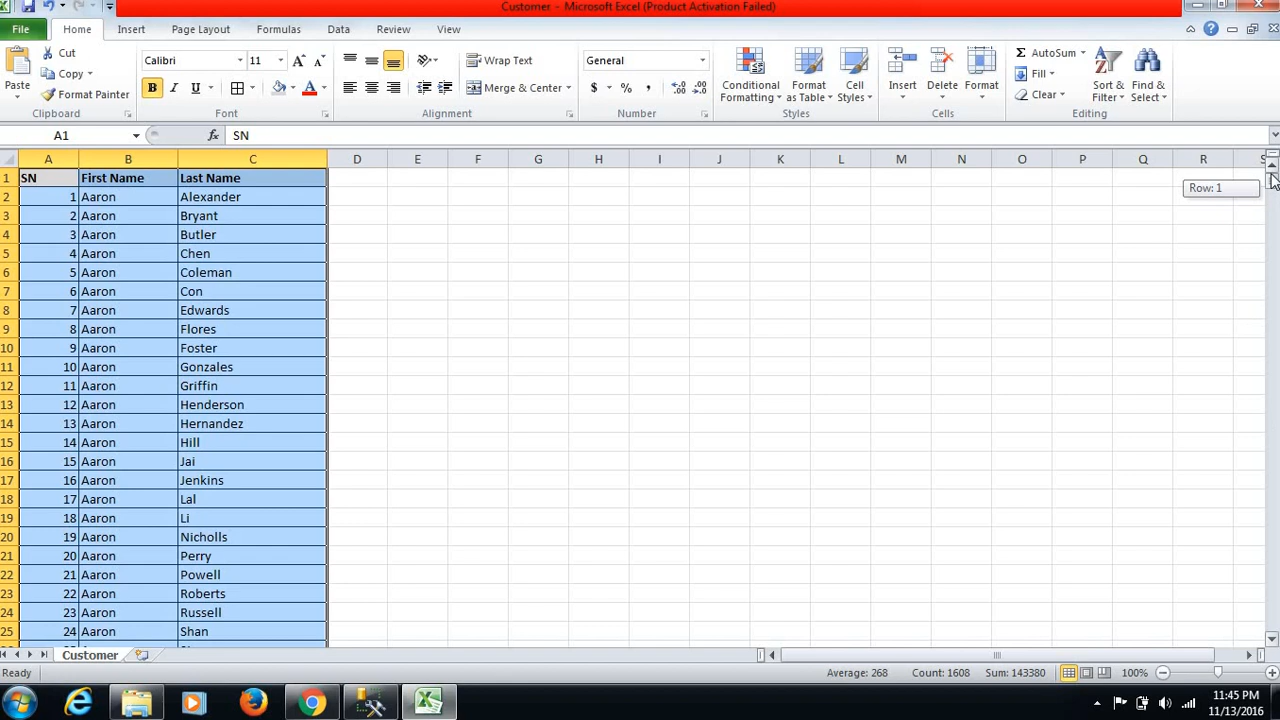 Customer - Microsoft Excel (Product Activation Failed)
File Home Insert Page Layout Formulas Data Review View
Paste Cut Copy Format Painter
Calibri 11
B I U A A A
Wrap Text
Merge & Center
General
$ % ,
Conditional Formatting Format as Table Cell Styles
Insert Delete Format
Σ AutoSum Fill Clear
Sort & Filter Find & Select
Clipboard Font Alignment Number Styles Cells Editing
A1 fx SN
A B C D E F G H I J K L M N O P Q R
1 SN First Name Last Name
Row: 1
2 1 Aaron Alexander
3 2 Aaron Bryant
4 3 Aaron Butler
5 4 Aaron Chen
6 5 Aaron Coleman
7 6 Aaron Con
8 7 Aaron Edwards
9 8 Aaron Flores
10 9 Aaron Foster
11 10 Aaron Gonzales
12 11 Aaron Griffin
13 12 Aaron Henderson
14 13 Aaron Hernandez
15 14 Aaron Hill
16 15 Aaron Jai
17 16 Aaron Jenkins
18 17 Aaron Lal
19 18 Aaron Li
20 19 Aaron Nicholls
21 20 Aaron Perry
22 21 Aaron Powell
23 22 Aaron Roberts
24 23 Aaron Russell
25 24 Aaron Shan
Customer
Ready Average: 268 Count: 1608 Sum: 143380 100%
11:45 PM
11/13/2016